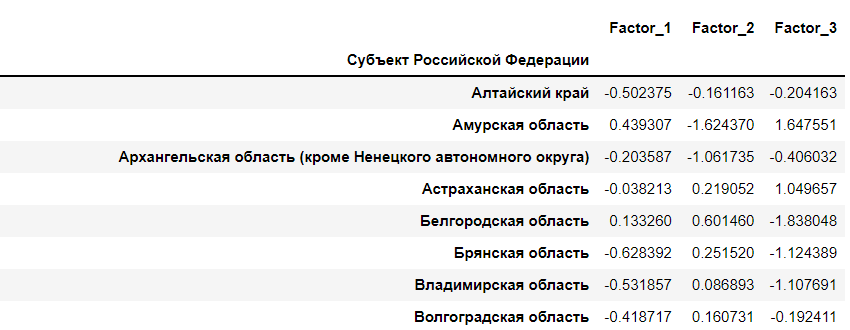 Factor_1 Factor_2 Factor_3
Субъект Российской Федерации
Алтайский край -0.502375 -0.161163 -0.204163
Амурская область 0.439307 -1.624370 1.647551
Архангельская область (кроме Ненецкого автономного округа) -0.203587 -1.061735 -0.406032
Астраханская область -0.038213 0.219052 1.049657
Белгородская область 0.133260 0.601460 -1.838048
Брянская область -0.628392 0.251520 -1.124389
Владимирская область -0.531857 0.086893 -1.107691
Волгоградская область -0.418717 0.160731 -0.192411